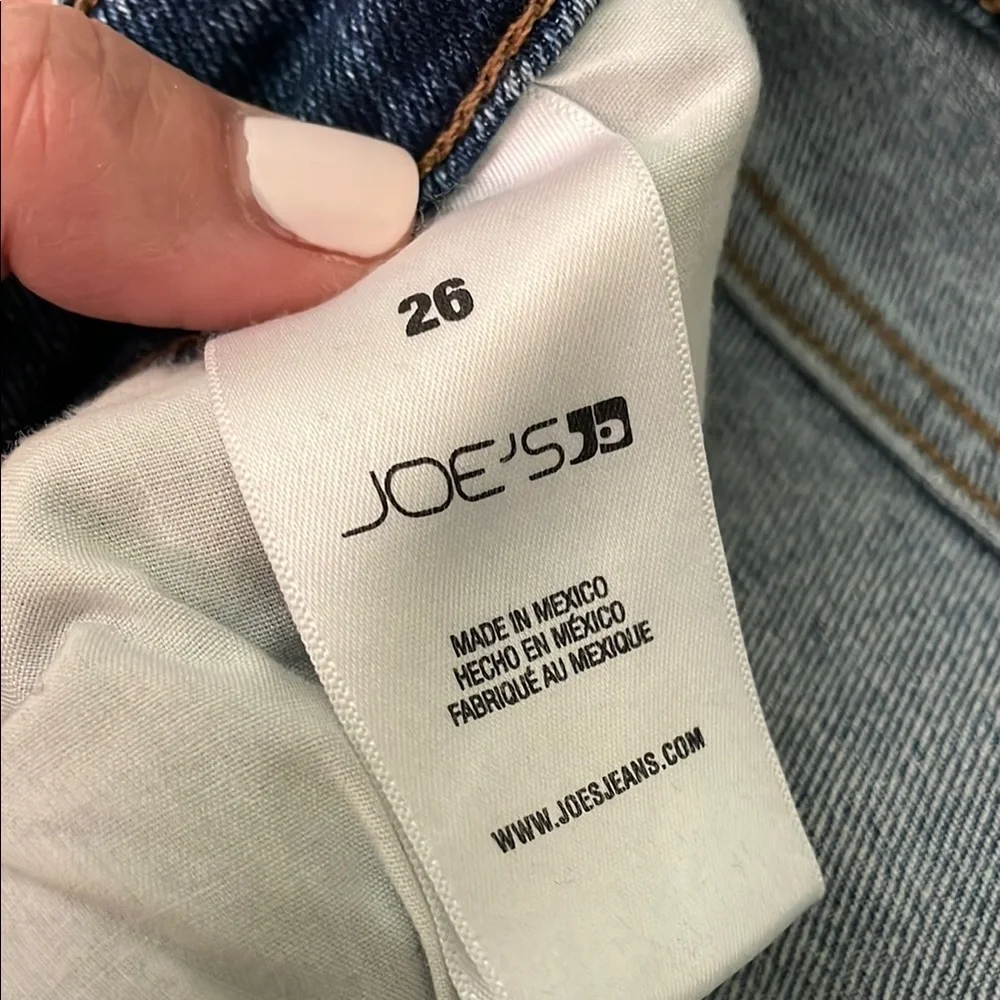 26
JOE'S
MADE IN MEXICO
HECHO EN MÉXICO
FABRIQUÉ AU MEXIQUE
WWW.JOESJEANS.COM